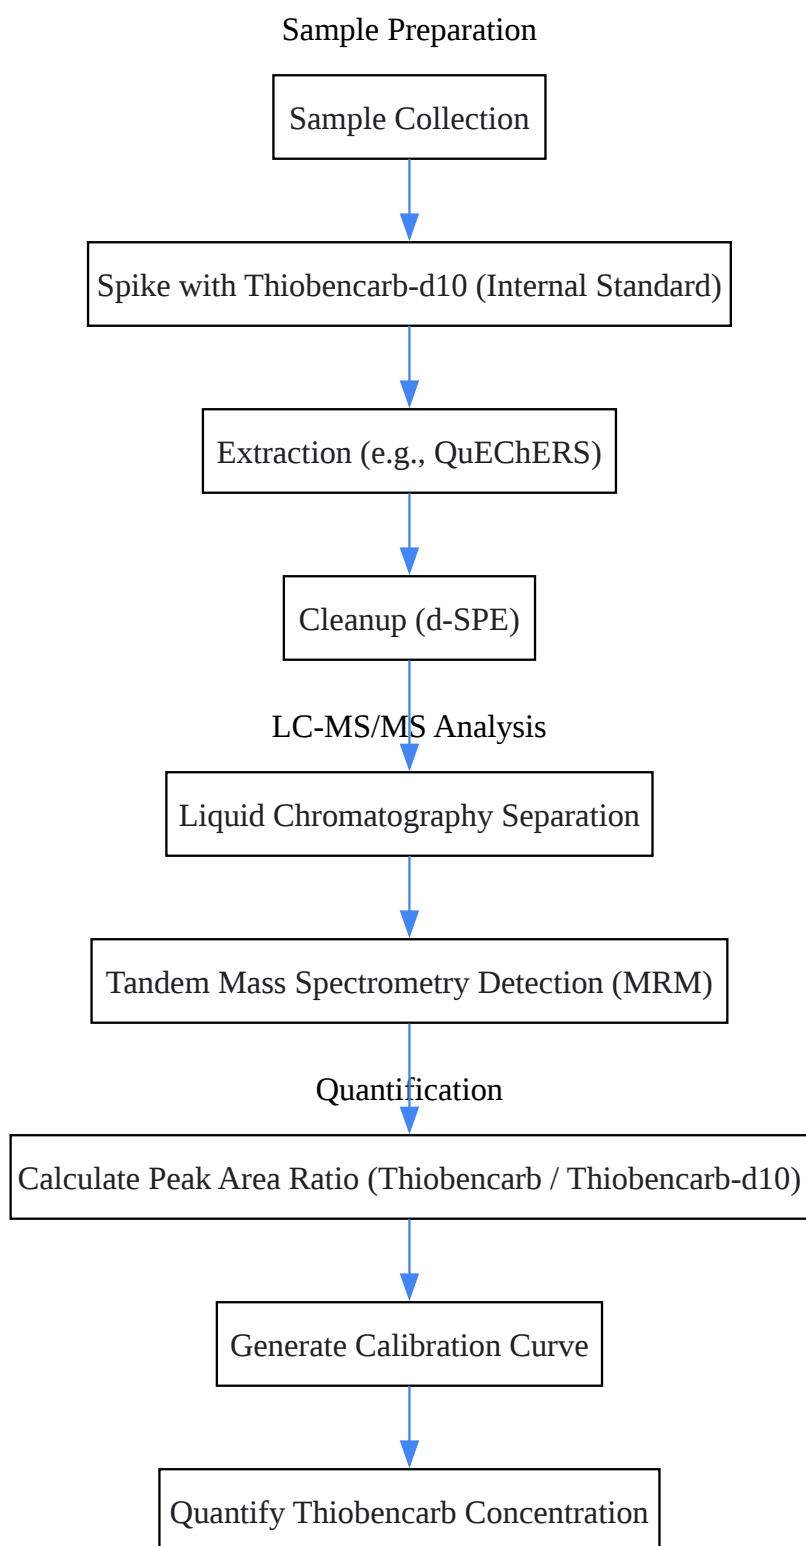 Sample Preparation
Sample Collection
Spike with Thiobencarb-d10 (Internal Standard)
Extraction (e.g., QuEChERS)
Cleanup (d-SPE)
LC-MS/MS Analysis
Liquid Chromatography Separation
Tandem Mass Spectrometry Detection (MRM)
Quantification
Calculate Peak Area Ratio (Thiobencarb / Thiobencarb-d10)
Generate Calibration Curve
Quantify Thiobencarb Concentration